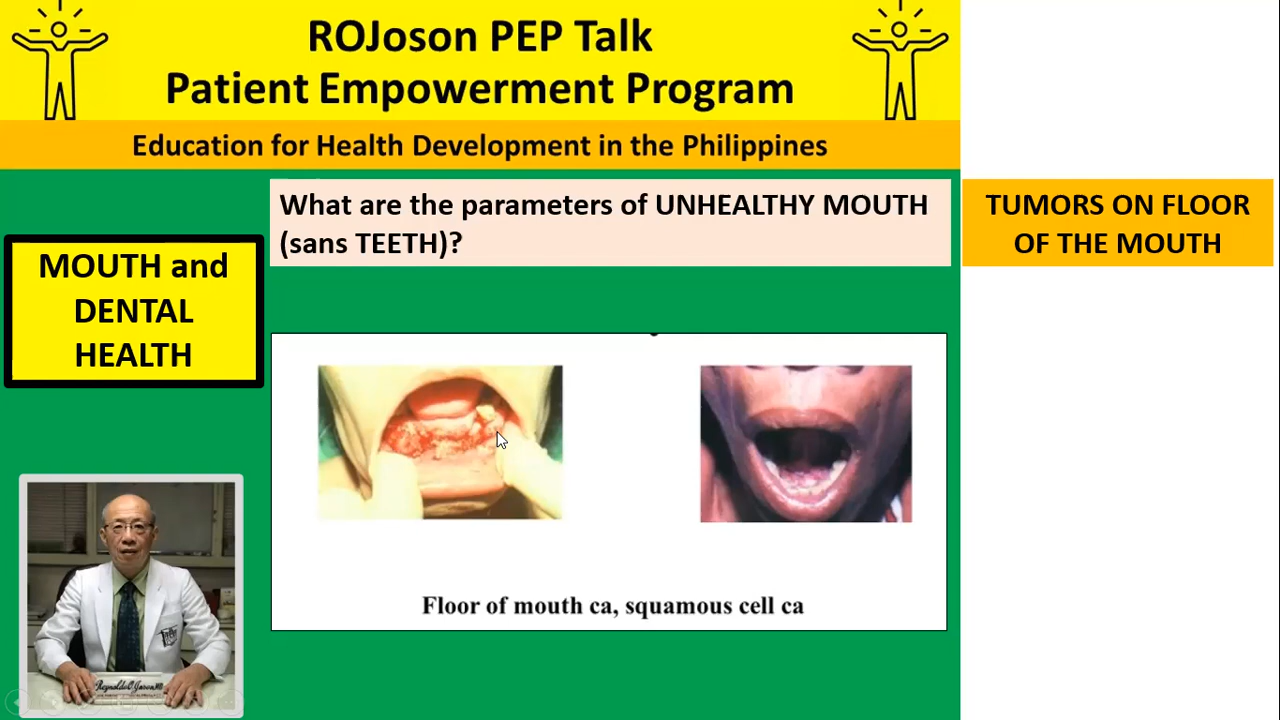 ROJoson PEP Talk
Patient Empowerment Program
Education for Health Development in the Philippines
What are the parameters of UNHEALTHY MOUTH
(sans TEETH)?
TUMORS ON FLOOR
OF THE MOUTH
MOUTH and
DENTAL
HEALTH
Floor of mouth ca, squamous cell ca